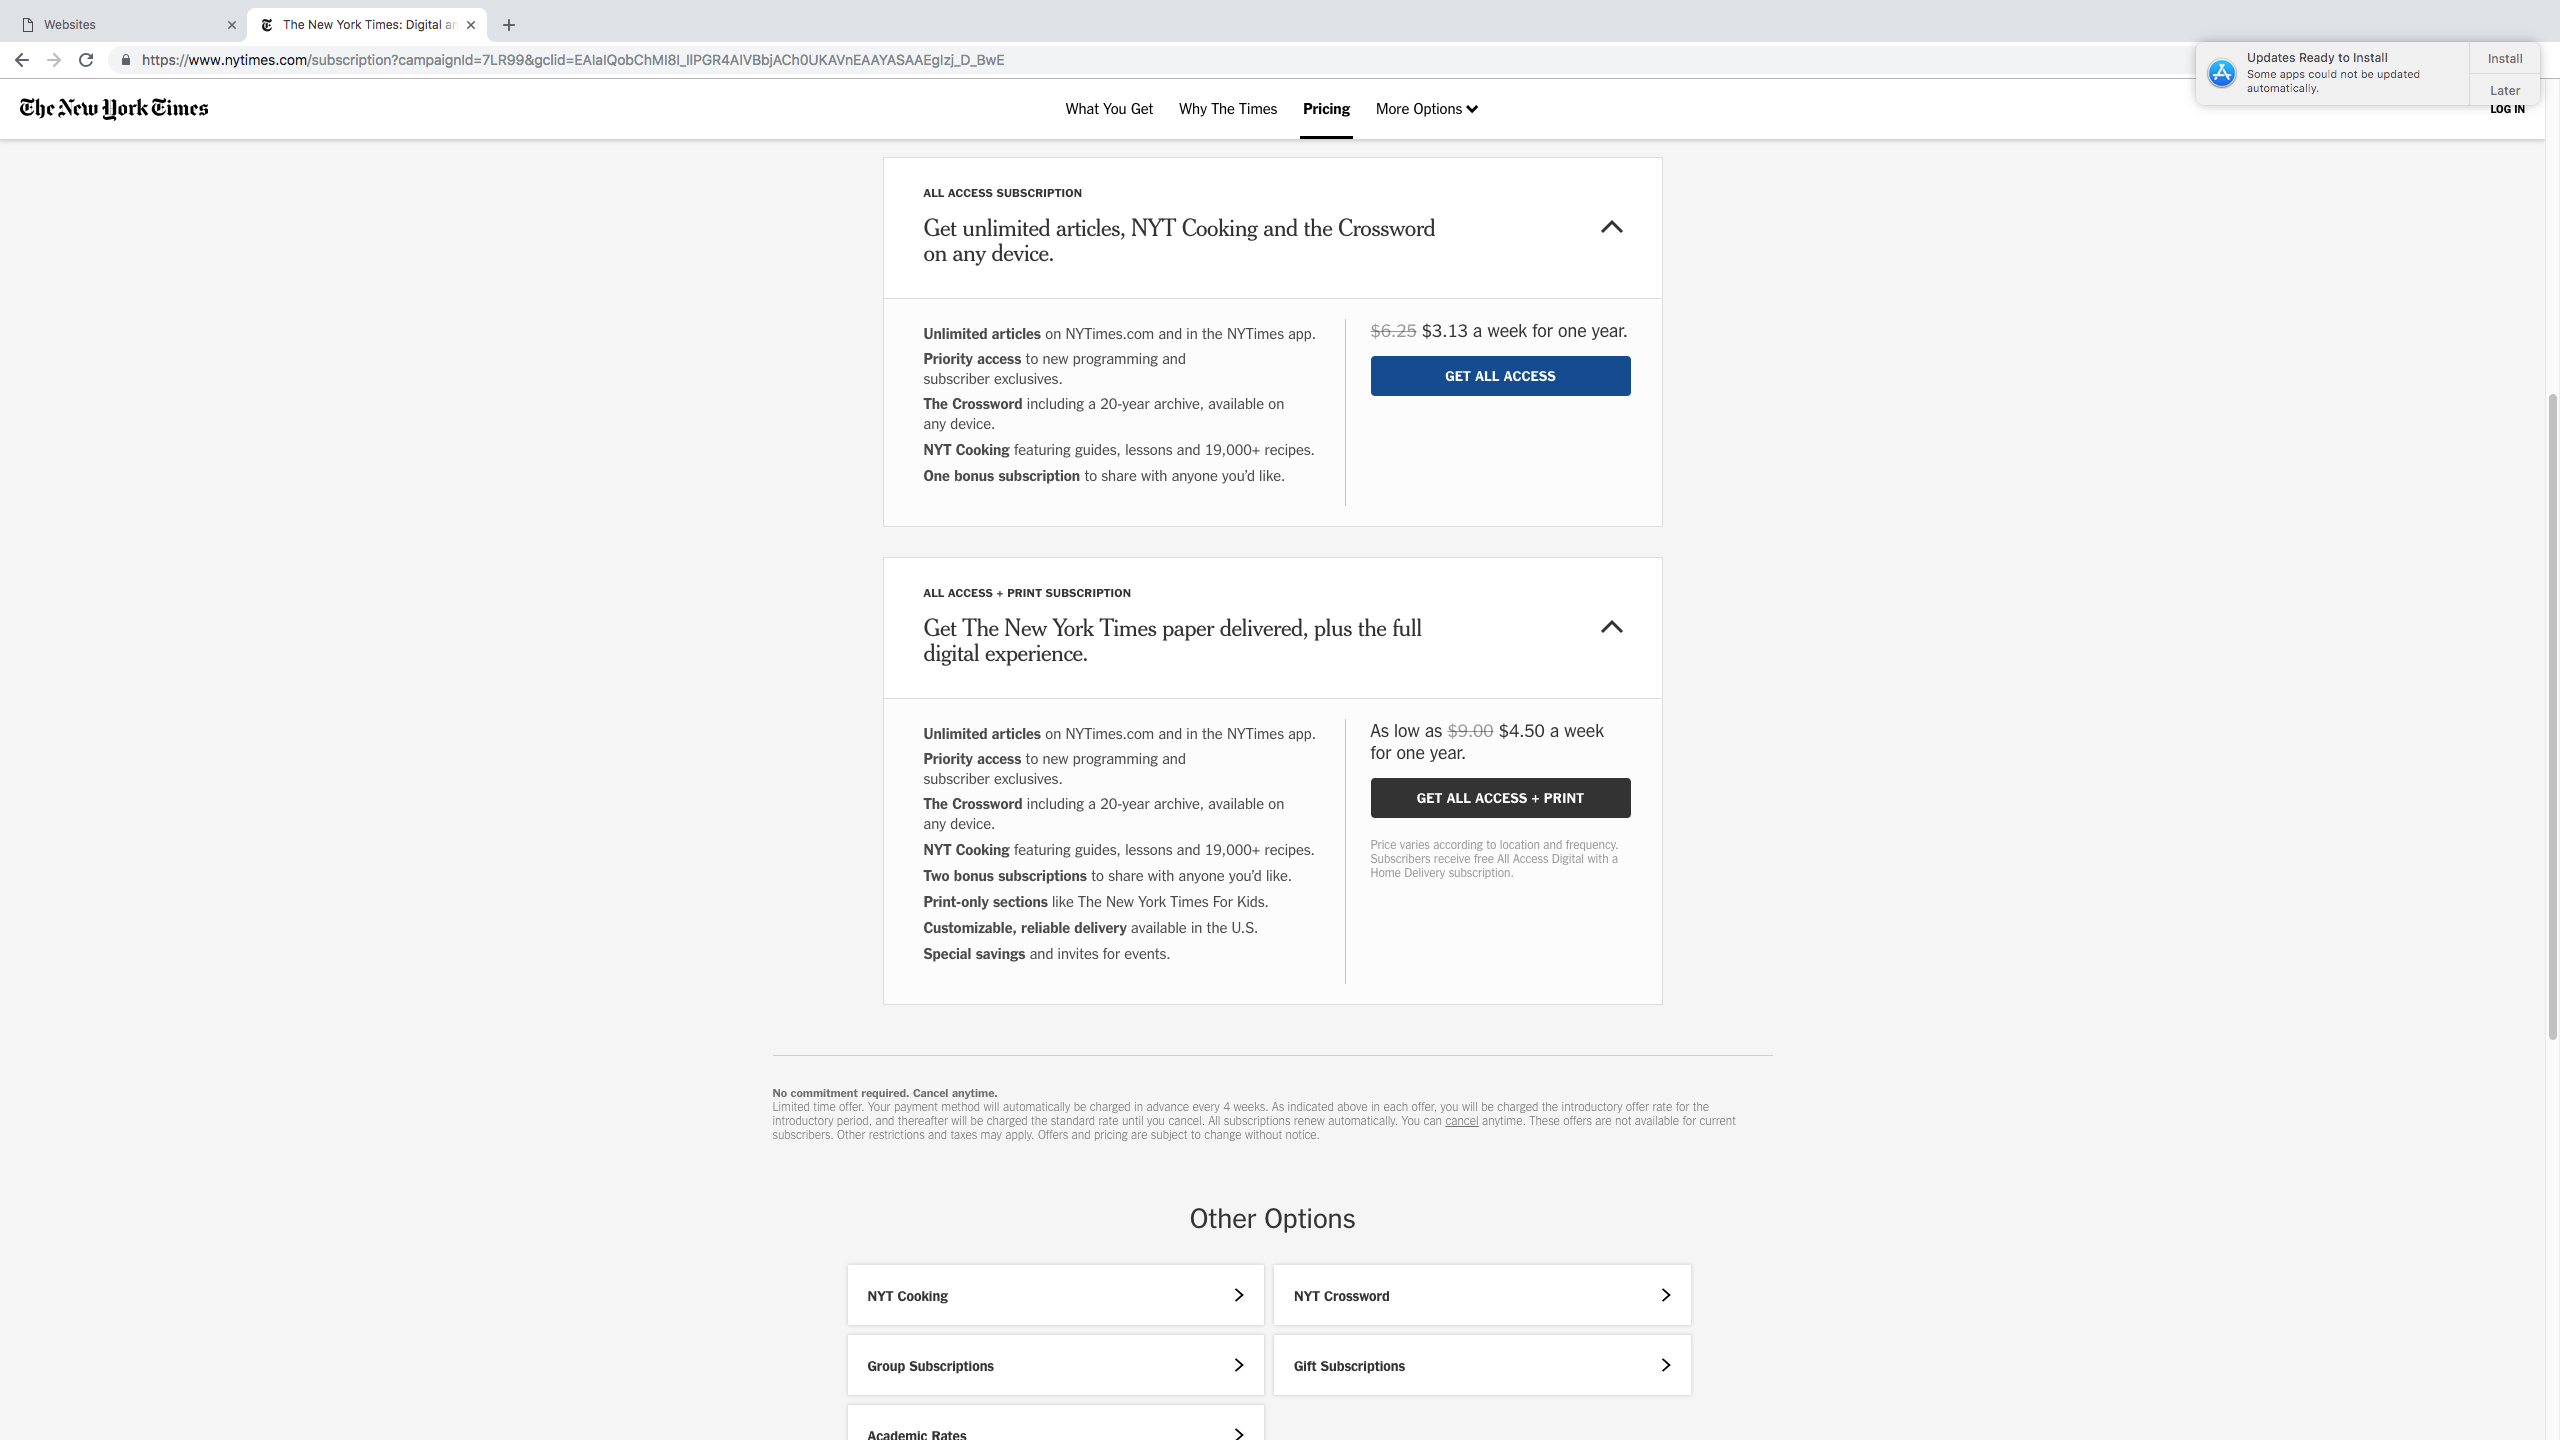 Websites
The New York Times: Digital an
https://www.nytimes.com/subscription?campaignId=7LR99&gclid=EAIaIQobChMI8I_IlPGR4AIVBbjACh0UKAVnEAAYASAAEgIzj_D_BwE
Updates Ready to Install
Some apps could not be updated
automatically.
Install
Later
The New York Times
What You Get
Why The Times
Pricing
More Options
LOG IN
ALL ACCESS SUBSCRIPTION
Get unlimited articles, NYT Cooking and the Crossword
on any device.
Unlimited articles on NYTimes.com and in the NYTimes app.
Priority access to new programming and
subscriber exclusives.
The Crossword including a 20-year archive, available on
any device.
NYT Cooking featuring guides, lessons and 19,000+ recipes.
One bonus subscription to share with anyone you'd like.
$6.25 $3.13 a week for one year.
GET ALL ACCESS
ALL ACCESS + PRINT SUBSCRIPTION
Get The New York Times paper delivered, plus the full
digital experience.
Unlimited articles on NYTimes.com and in the NYTimes app.
Priority access to new programming and
subscriber exclusives.
The Crossword including a 20-year archive, available on
any device.
NYT Cooking featuring guides, lessons and 19,000+ recipes.
Two bonus subscriptions to share with anyone you'd like.
Print-only sections like The New York Times For Kids.
Customizable, reliable delivery available in the U.S.
Special savings and invites for events.
As low as $9.00 $4.50 a week
for one year.
GET ALL ACCESS + PRINT
Price varies according to location and frequency.
Subscribers receive free All Access Digital with a
Home Delivery subscription.
No commitment required. Cancel anytime.
Limited time offer. Your payment method will automatically be charged in advance every 4 weeks. As indicated above in each offer, you will be charged the introductory offer rate for the
introductory period, and thereafter will be charged the standard rate until you cancel. All subscriptions renew automatically. You can cancel anytime. These offers are not available for current
subscribers. Other restrictions and taxes may apply. Offers and pricing are subject to change without notice.
Other Options
NYT Cooking
NYT Crossword
Group Subscriptions
Gift Subscriptions
Academic Rates